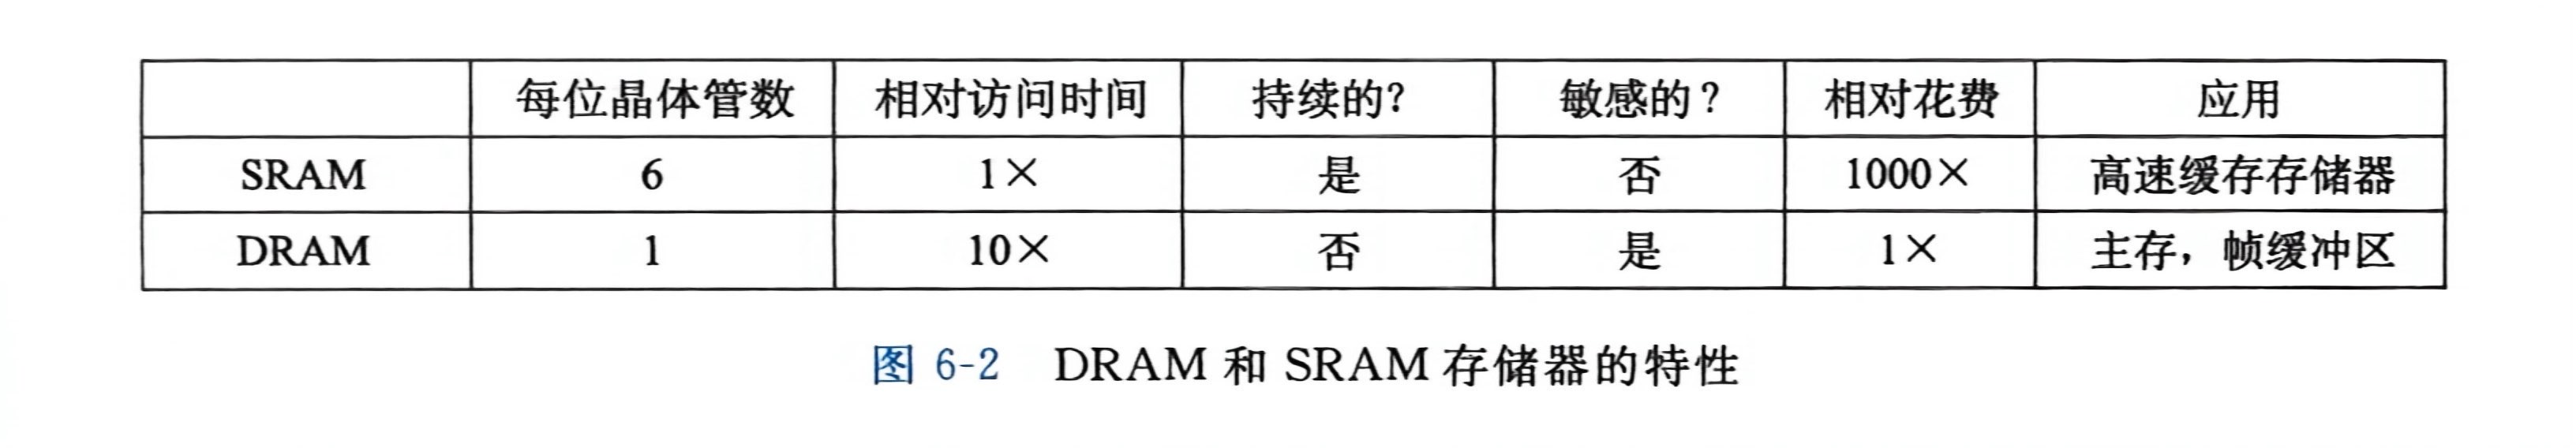 每位晶体管数 相对访问时间 持续的? 敏感的? 相对花费 应用
SRAM 6 1× 是 否 1000× 高速缓存存储器
DRAM 1 10× 否 是 1× 主存，帧缓冲区
图 6-2 DRAM 和 SRAM 存储器的特性